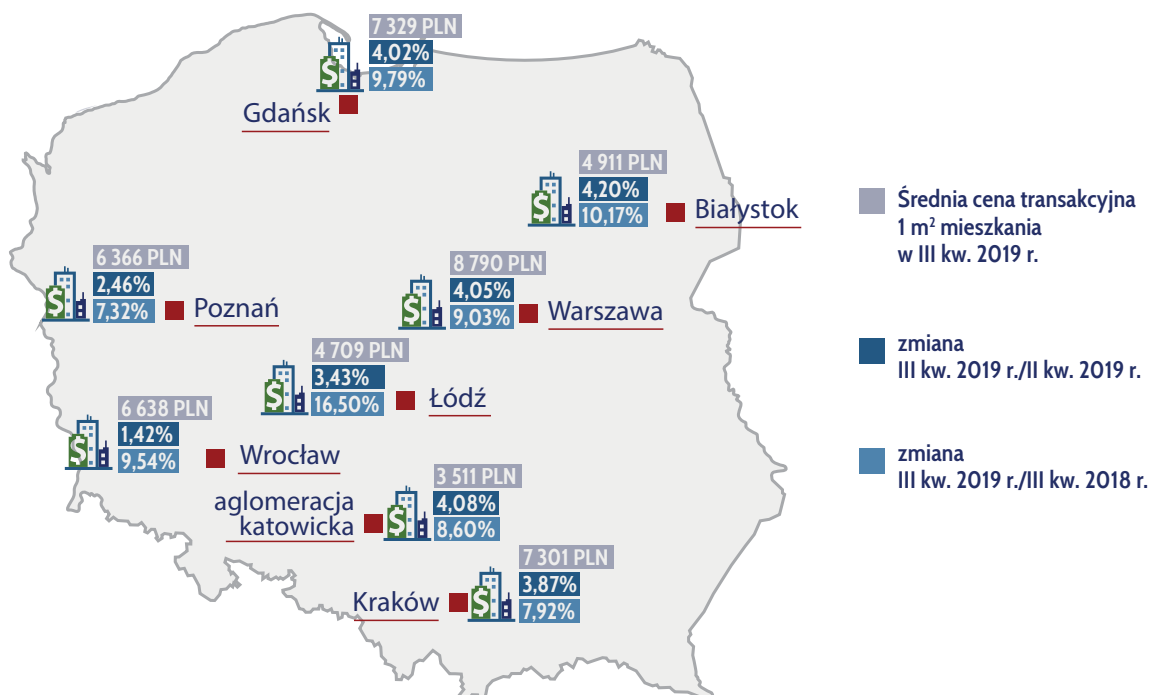 7 329 PLN
4,02%
9,79%
Gdańsk
4 911 PLN
4,20%
10,17%
Białystok
6 366 PLN
2,46%
7,32%
Poznań
8 790 PLN
4,05%
9,03%
Warszawa
4 709 PLN
3,43%
16,50%
Łódź
6 638 PLN
1,42%
9,54%
Wrocław
aglomeracja
katowicka
3 511 PLN
4,08%
8,60%
7 301 PLN
3,87%
7,92%
Kraków
Średnia cena transakcyjna
1 m² mieszkania
w III kw. 2019 r.
zmiana
III kw. 2019 r./II kw. 2019 r.
zmiana
III kw. 2019 r./III kw. 2018 r.